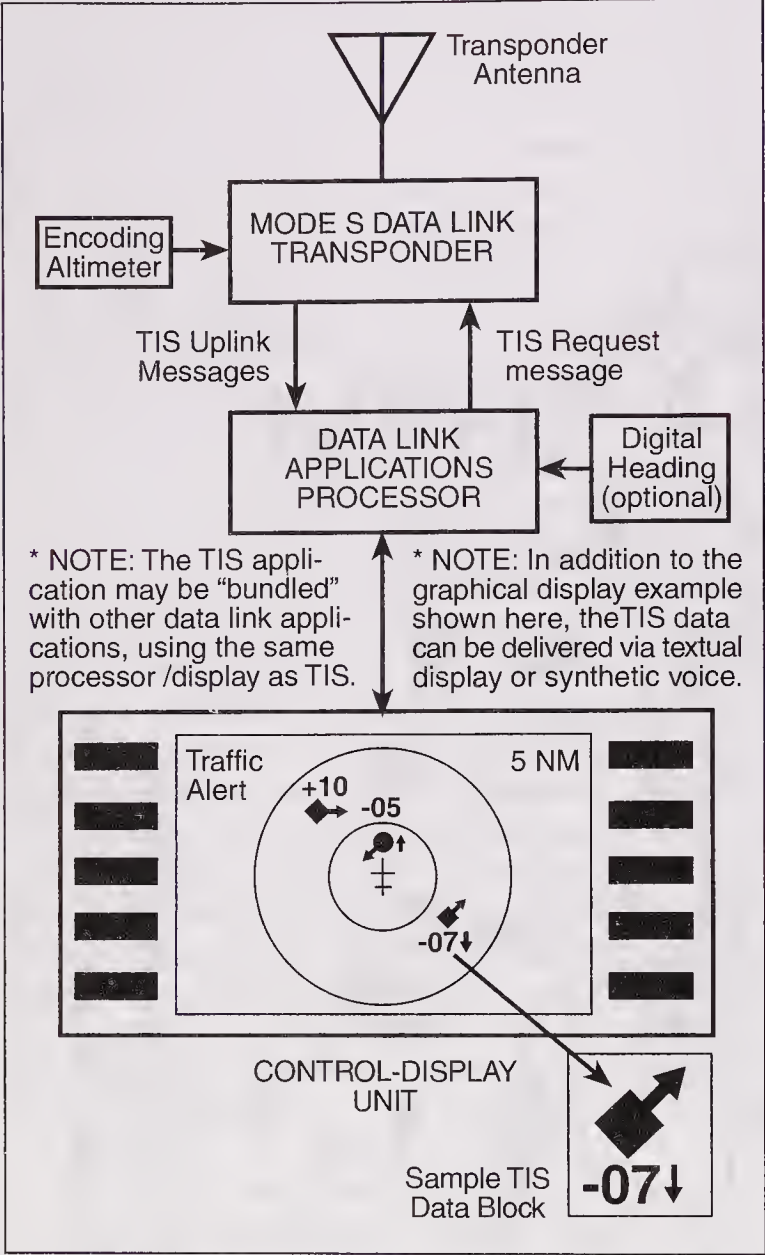 Transponder
Antenna
MODE S DATA LINK
TRANSPONDER
Encoding
Altimeter
TIS Uplink
Messages
TIS Request
message
DATA LINK
APPLICATIONS
PROCESSOR
Digital
Heading
(optional)
* NOTE: The TIS appli-
cation may be “bundled”
with other data link appli-
cations, using the same
processor /display as TIS.
* NOTE: In addition to the
graphical display example
shown here, theTIS data
can be delivered via textual
display or synthetic voice.
Traffic
Alert
5 NM
+10
-05
-07↓
CONTROL-DISPLAY
UNIT
Sample TIS
Data Block
-07↓